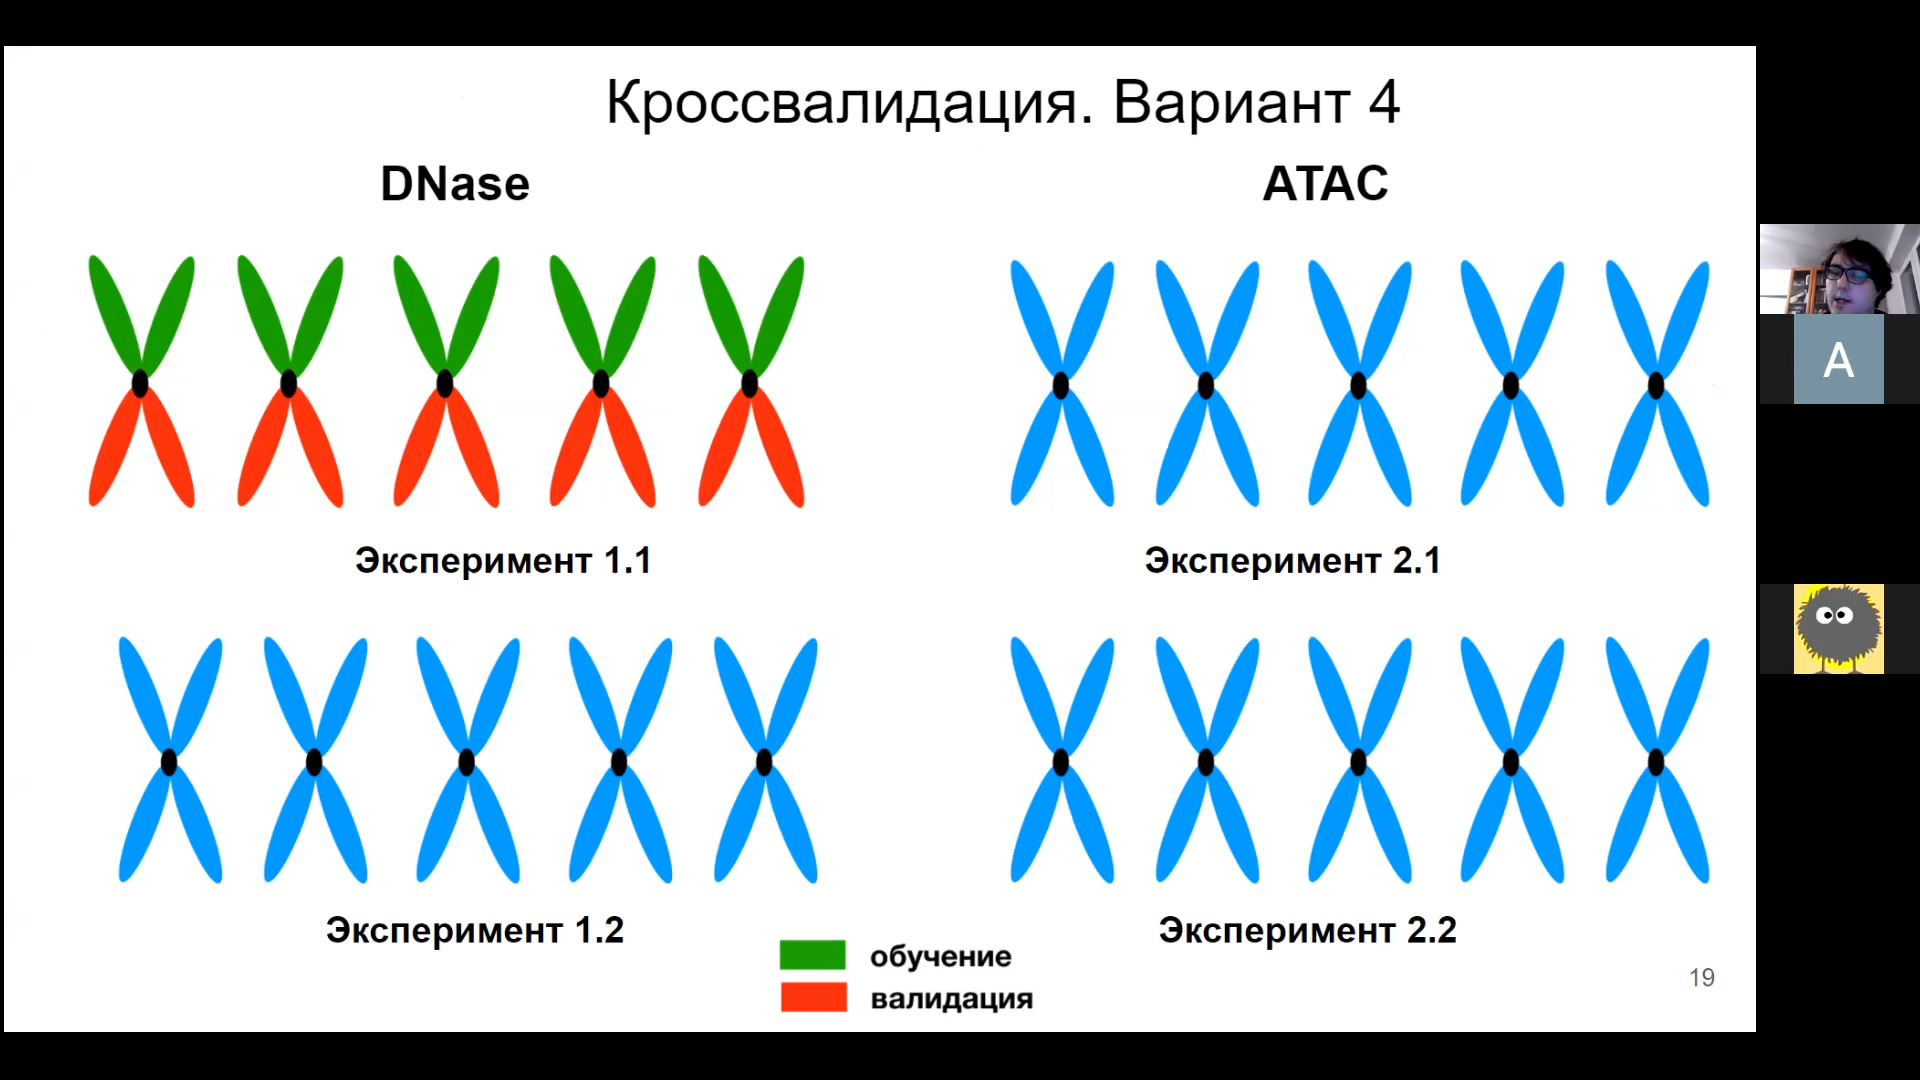 Кроссвалидация. Вариант 4
DNase
ATAC
Эксперимент 1.1
Эксперимент 2.1
Эксперимент 1.2
Эксперимент 2.2
обучение
валидация
19
A